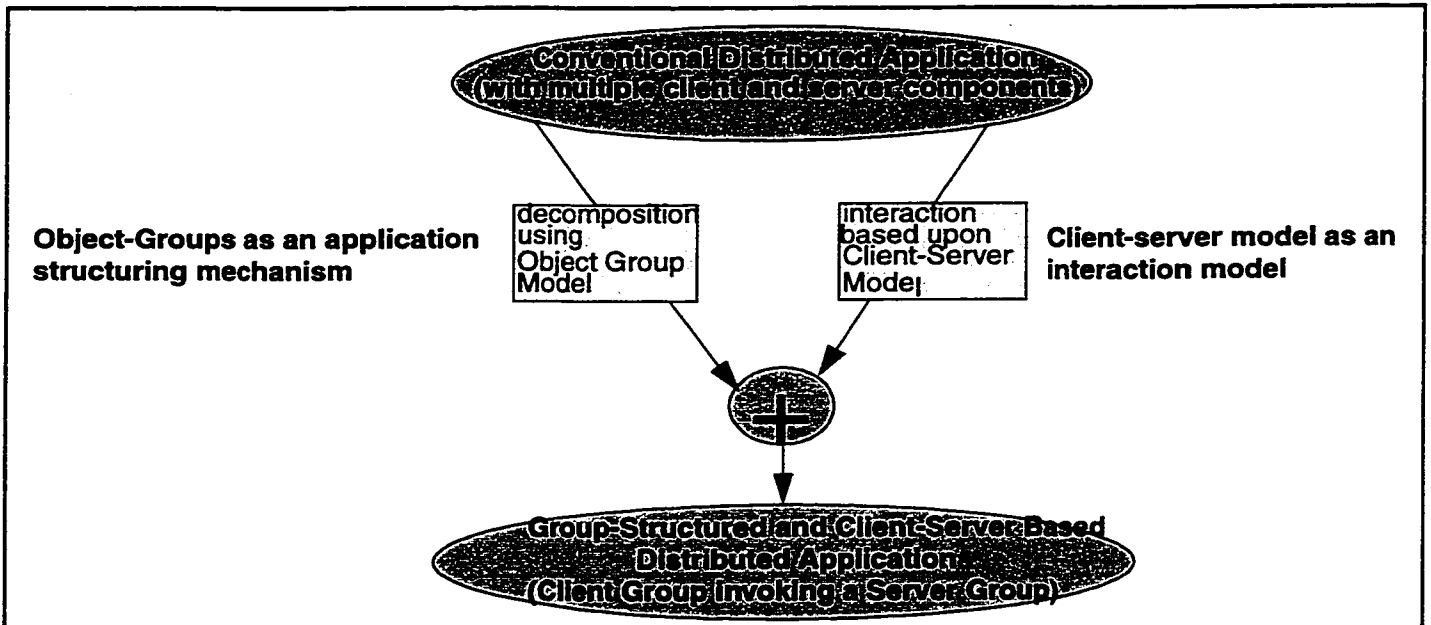 Conventional Distributed Application
(with multiple client and server components)
Object-Groups as an application
structuring mechanism
decomposition
using
Object Group
Model
interaction
based upon
Client-Server
Model
Client-server model as an
interaction model
+
Group-Structured and Client-Server Based
Distributed Application
(Client Group invoking a Server Group)